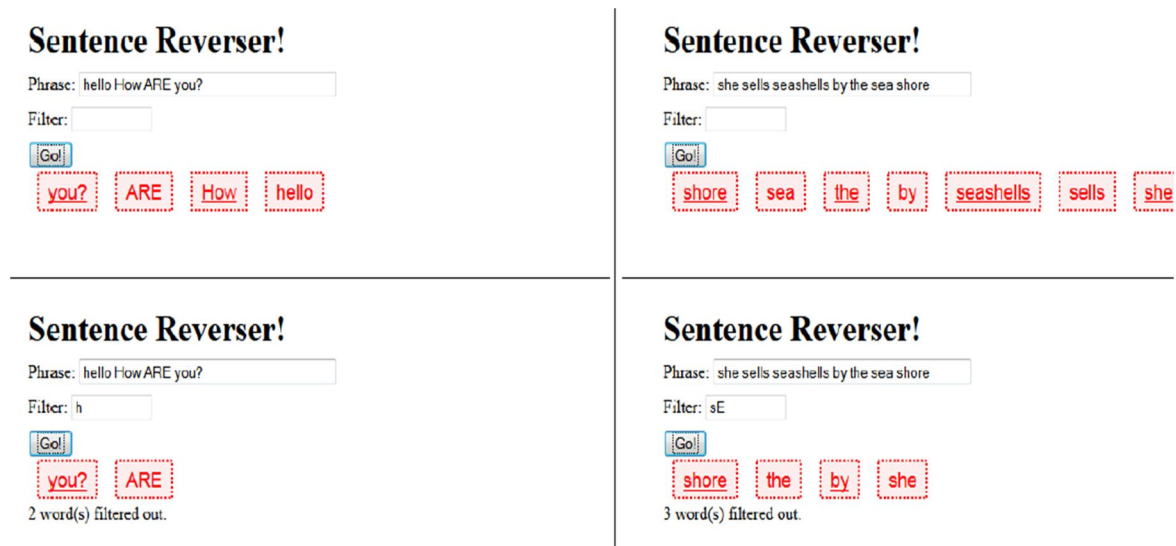 Sentence Reverser!
Phrase: hello How ARE you?
Filter:
Go!
you? ARE How hello
Sentence Reverser!
Phrase: she sells seashells by the sea shore
Filter:
Go!
shore sea the by seashells sells she
Sentence Reverser!
Phrase: hello How ARE you?
Filter: h
Go!
you? ARE
2 word(s) filtered out.
Sentence Reverser!
Phrase: she sells seashells by the sea shore
Filter: sE
Go!
shore the by she
3 word(s) filtered out.